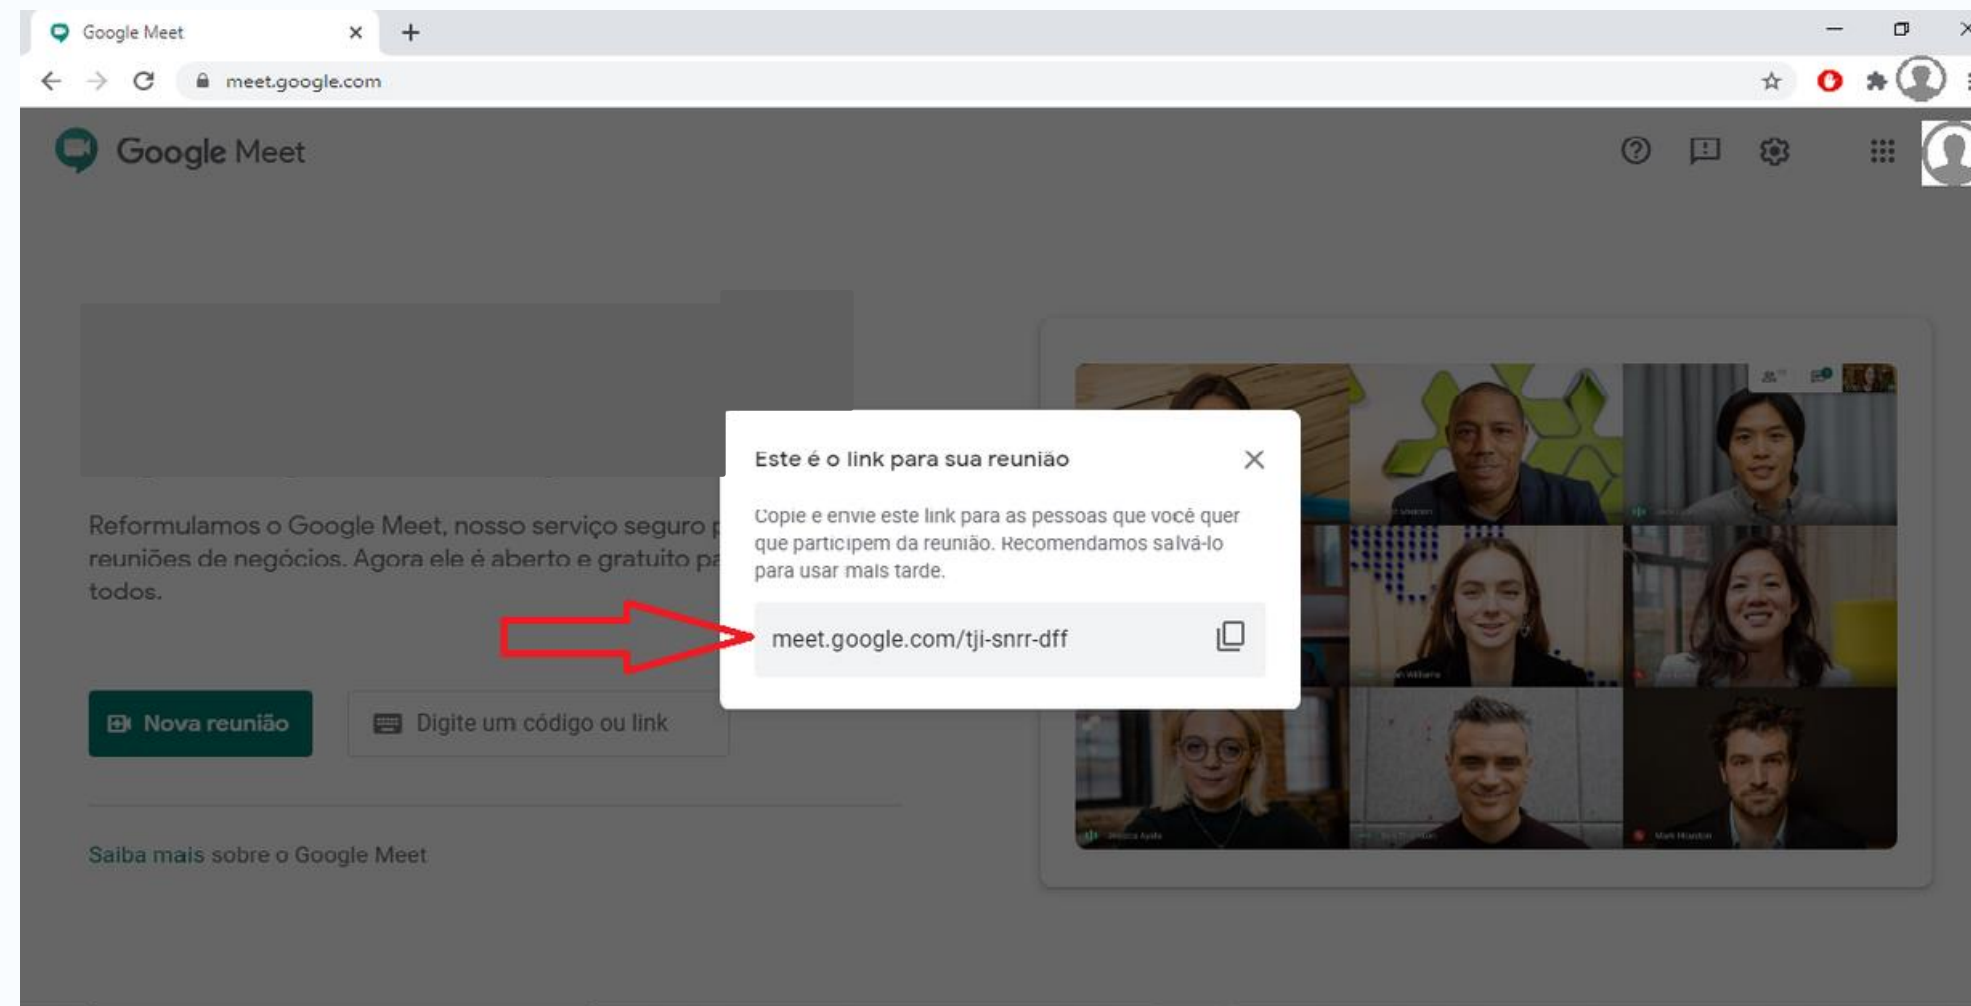 Google Meet
meet.google.com
Google Meet
Este é o link para sua reunião
Copie e envie este link para as pessoas que você quer
que participem da reunião. Recomendamos salvá-lo
para usar mais tarde.
meet.google.com/tji-snrr-dff
Reformulamos o Google Meet, nosso serviço seguro
reuniões de negócios. Agora ele é aberto e gratuito
todos.
Nova reunião
Digite um código ou link
Saiba mais sobre o Google Meet
Mark Houston